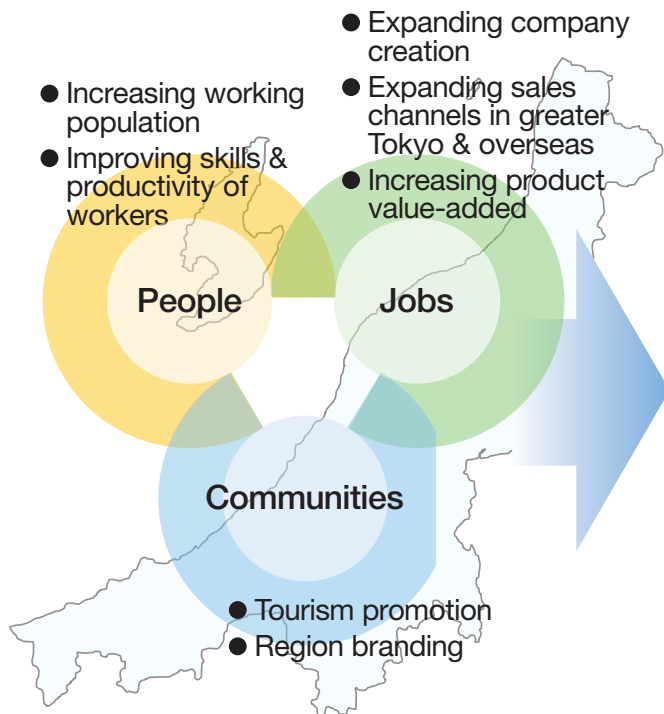 ● Expanding company
creation
● Expanding sales
channels in greater
Tokyo & overseas
● Increasing product
value-added
● Increasing working
population
● Improving skills &
productivity of
workers
People
Jobs
Communities
● Tourism promotion
● Region branding